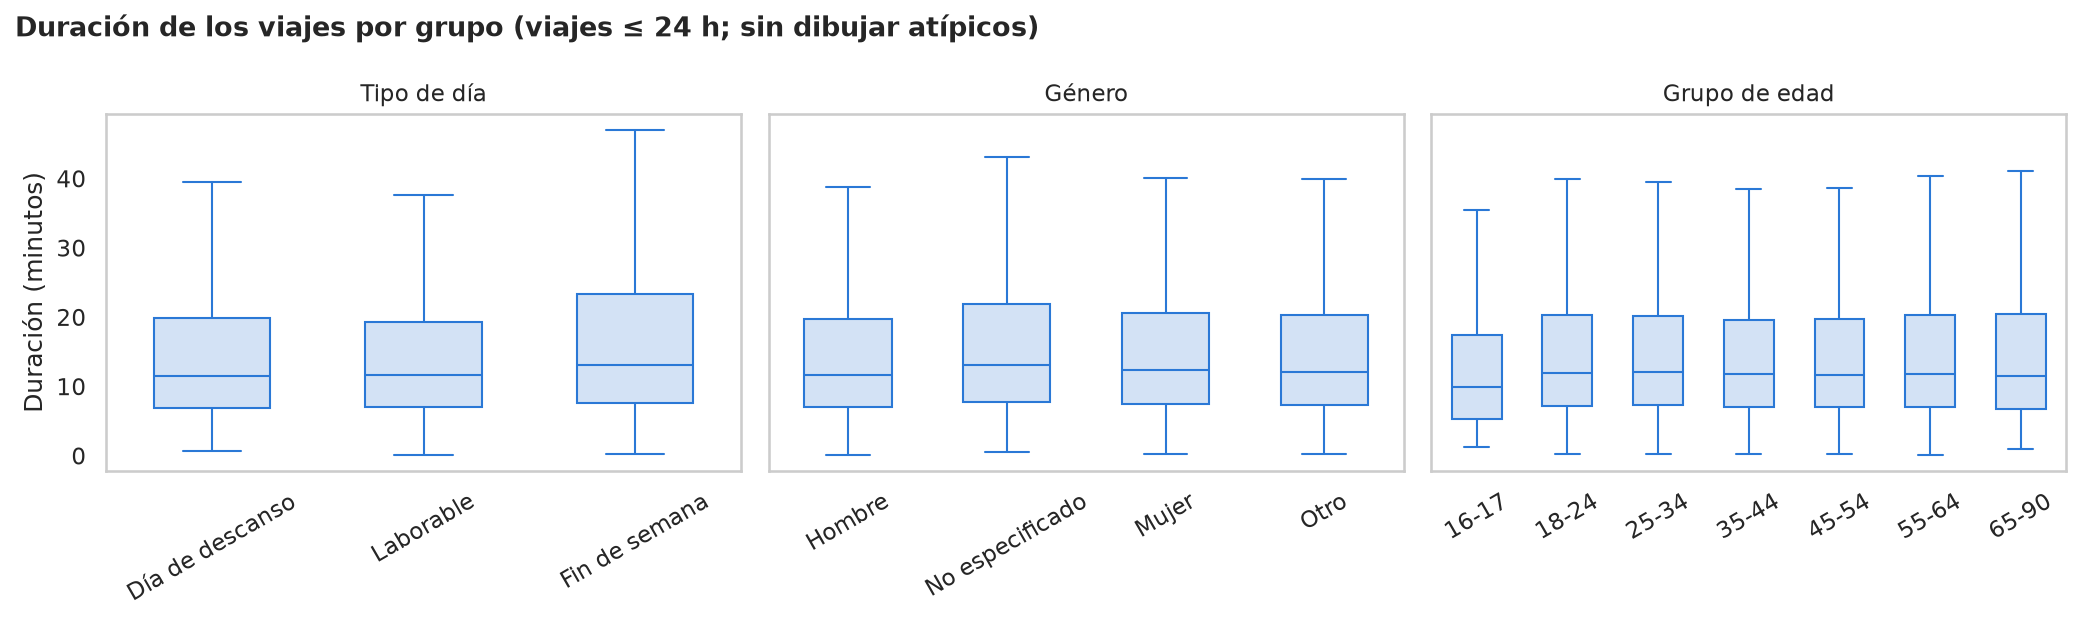 Duración de los viajes por grupo (viajes ≤ 24 h; sin dibujar atípicos)
Tipo de día
Género
Grupo de edad
Duración (minutos)
40
30
20
10
0
Día de descanso
Laborable
Fin de semana
Hombre
No especificado
Mujer
Otro
16-17
18-24
25-34
35-44
45-54
55-64
65-90